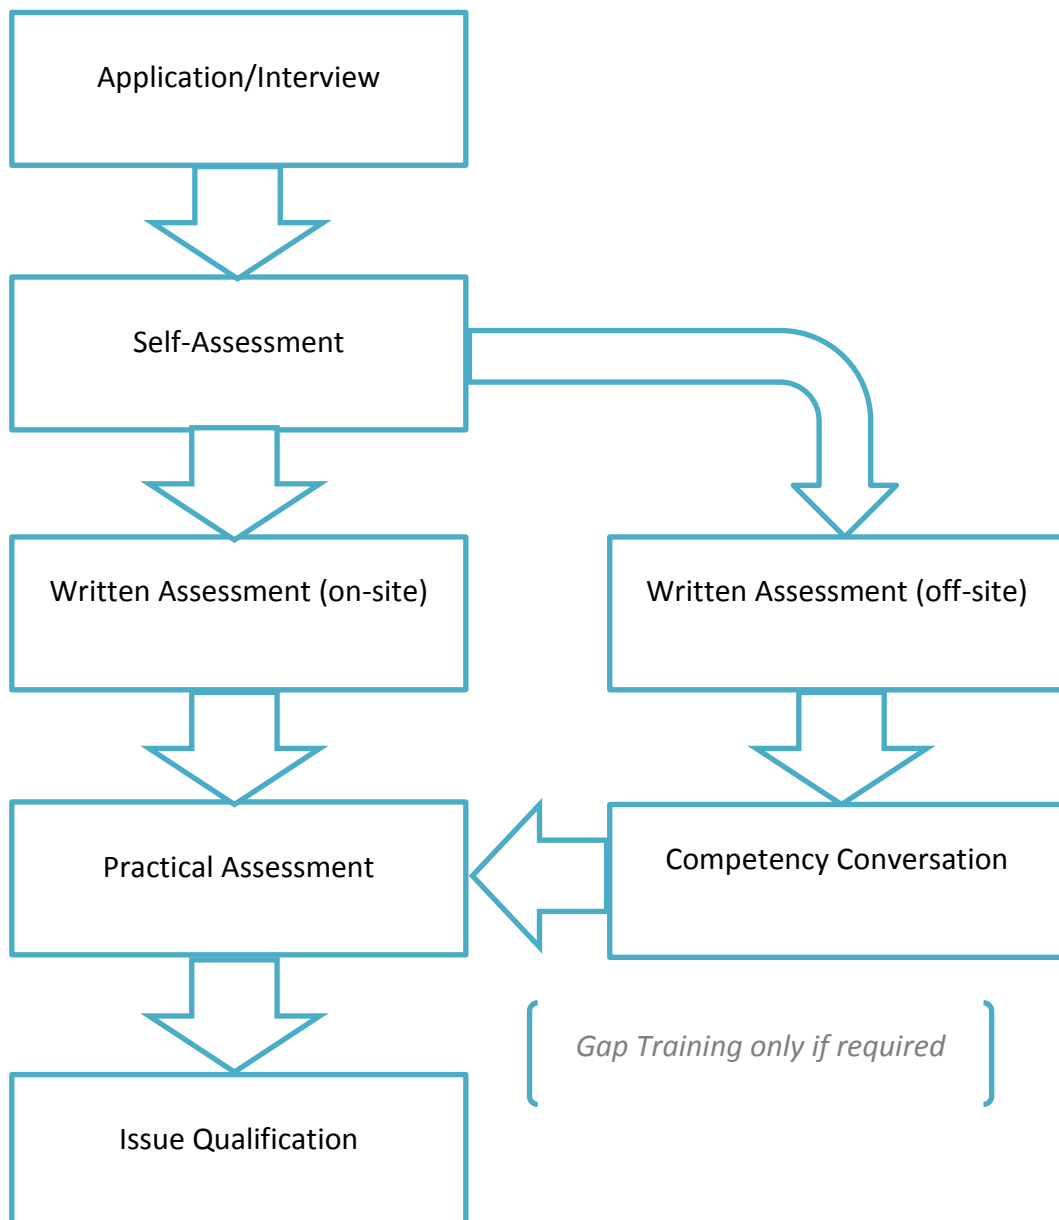 Application/Interview
Self-Assessment
Written Assessment (on-site)
Written Assessment (off-site)
Practical Assessment
Competency Conversation
Gap Training only if required
Issue Qualification